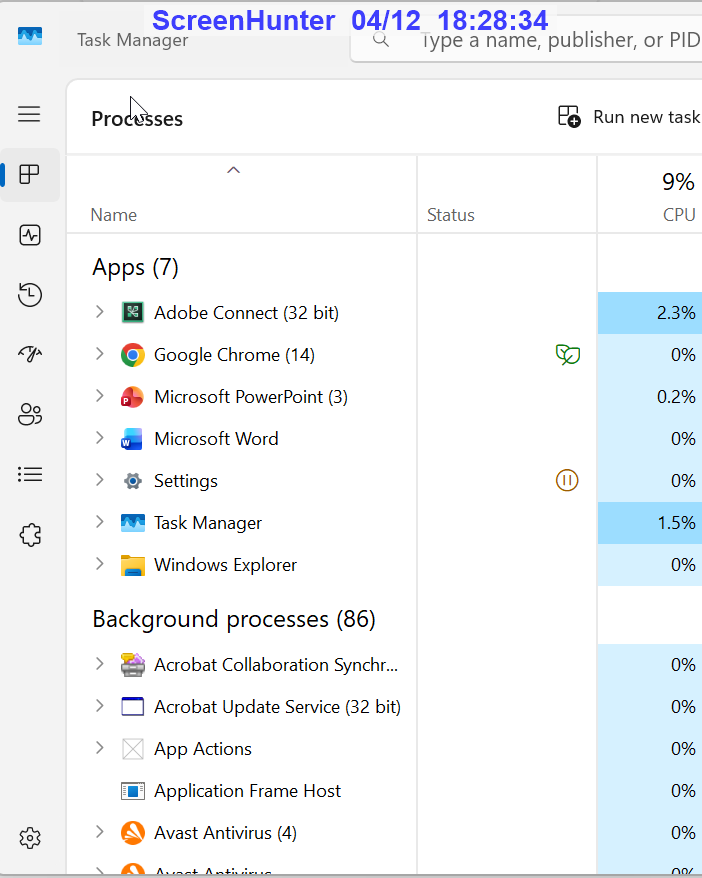 ScreenHunter 04/12 18:28:34
Task Manager
Type a name, publisher, or PID
Processes
Run new task
9%
Name
Status
CPU
Apps (7)
Adobe Connect (32 bit)
2.3%
Google Chrome (14)
0%
Microsoft PowerPoint (3)
0.2%
Microsoft Word
0%
Settings
0%
Task Manager
1.5%
Windows Explorer
0%
Background processes (86)
Acrobat Collaboration Synchr...
0%
Acrobat Update Service (32 bit)
0%
App Actions
0%
Application Frame Host
0%
Avast Antivirus (4)
0%
Avast Antivirus
0%